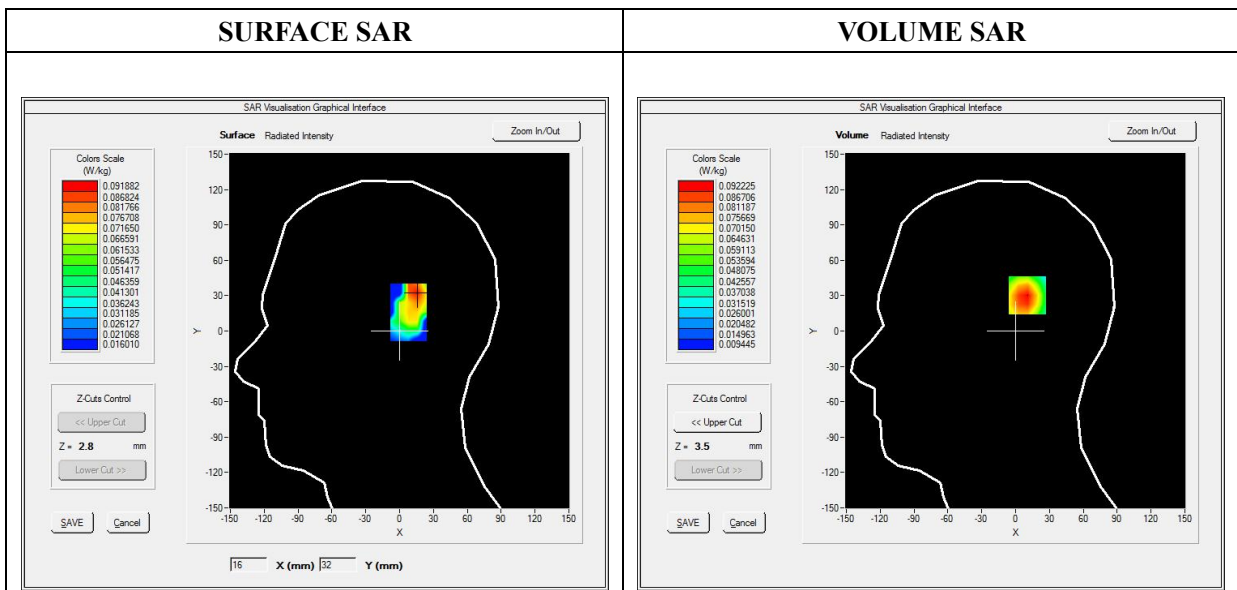 SURFACE SAR
VOLUME SAR
SAR Visualisation Graphical Interface
Surface Radiated Intensity
Zoom In/Out
Colors Scale
(W/kg)
0.091882
0.086824
0.081766
0.076708
0.071650
0.066591
0.061533
0.056475
0.051417
0.046359
0.041301
0.036243
0.031185
0.026127
0.021068
0.016010
Z-Cuts Control
<< Upper Cut
Z = 2.8 mm
Lower Cut >>
SAVE Cancel
150
120
90
60
30
0
-30
-60
-90
-120
-150
Y
-150 -120 -90 -60 -30 0 30 60 90 120 150
X
16 X (mm) 32 Y (mm)
SAR Visualisation Graphical Interface
Volume Radiated Intensity
Zoom In/Out
Colors Scale
(W/kg)
0.092225
0.086706
0.081187
0.075669
0.070150
0.064631
0.059113
0.053594
0.048075
0.042557
0.037038
0.031519
0.026001
0.020482
0.014963
0.009445
Z-Cuts Control
<< Upper Cut
Z = 3.5 mm
Lower Cut >>
SAVE Cancel
150
120
90
60
30
0
-30
-60
-90
-120
-150
Y
-150 -120 -90 -60 -30 0 30 60 90 120 150
X